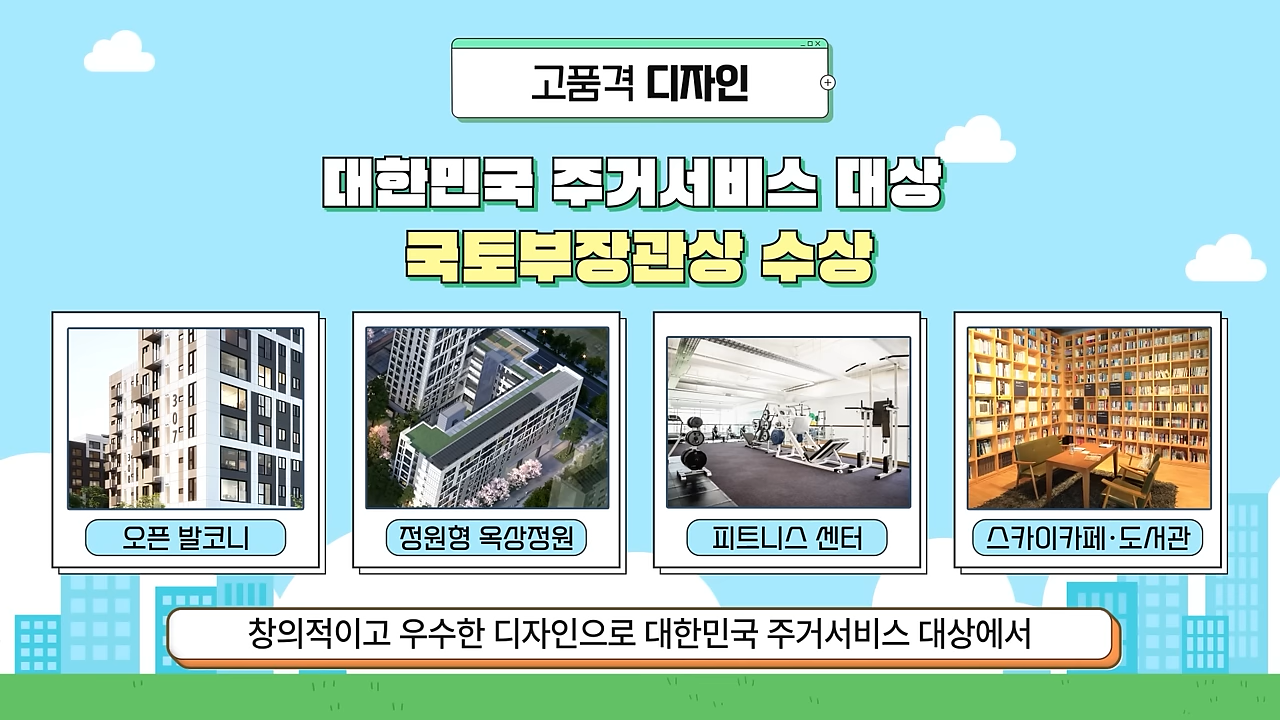 고품격 디자인
대한민국 주거서비스 대상
국토부장관상 수상
307
오픈 발코니
정원형 옥상정원
피트니스 센터
스카이카페·도서관
창의적이고 우수한 디자인으로 대한민국 주거서비스 대상에서